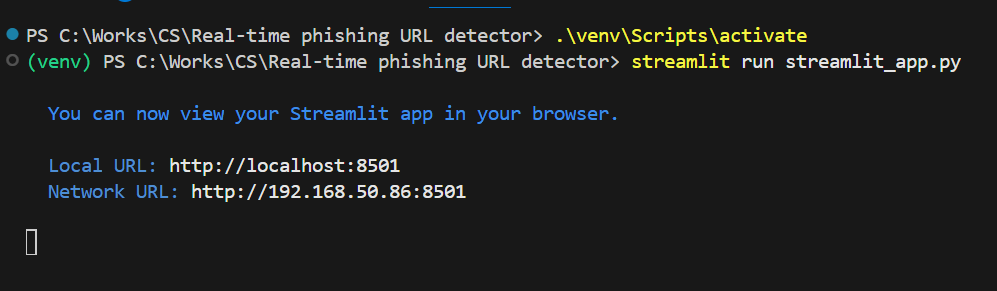 PS C:\Works\CS\Real-time phishing URL detector> .\venv\Scripts\activate
(venv) PS C:\Works\CS\Real-time phishing URL detector> streamlit run streamlit_app.py
You can now view your Streamlit app in your browser.
Local URL: http://localhost:8501
Network URL: http://192.168.50.86:8501